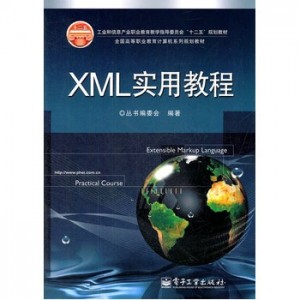 工业和信息产业职业教育教学指导委员会“十二五”规划教材
全国高等职业教育计算机系列规划教材
XML实用教程
◎丛书编委会 编著
Extensible Markup Language
http://www.phei.com.cn
Practical Course
电子工业出版社